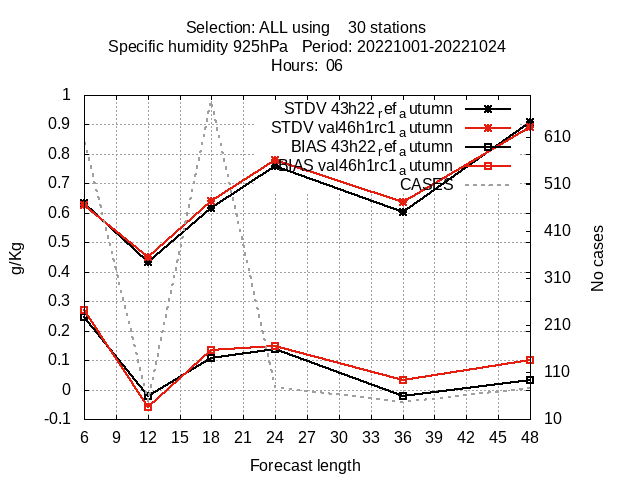 Selection: ALL using    30 stations
Specific humidity 925hPa   Period: 20221001-20221024
Hours:  06
STDV 43h22ref_autumn
STDV val46h1rc1_autumn
BIAS 43h22ref_autumn
BIAS val46h1rc1_autumn
CASES
g/Kg
1
0.9
0.8
0.7
0.6
0.5
0.4
0.3
0.2
0.1
0
-0.1
610
510
410
310
210
110
10
No cases
6 9 12 15 18 21 24 27 30 33 36 39 42 45 48
Forecast length